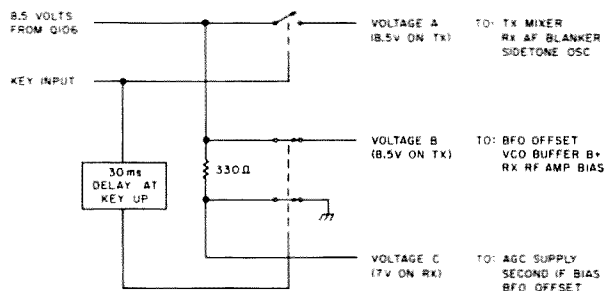 8.5 VOLTS
FROM Q106
KEY INPUT
VOLTAGE A
(8.5V ON TX)
TO: TX MIXER
RX AF BLANKER
SIDETONE OSC
30ms
DELAY AT
KEY UP
330Ω
VOLTAGE B
(8.5V ON TX)
TO: BFO OFFSET
VCO BUFFER B+
RX RF AMP BIAS
VOLTAGE C
(7V ON RX)
TO: AGC SUPPLY
SECOND IF BIAS
BFO OFFSET